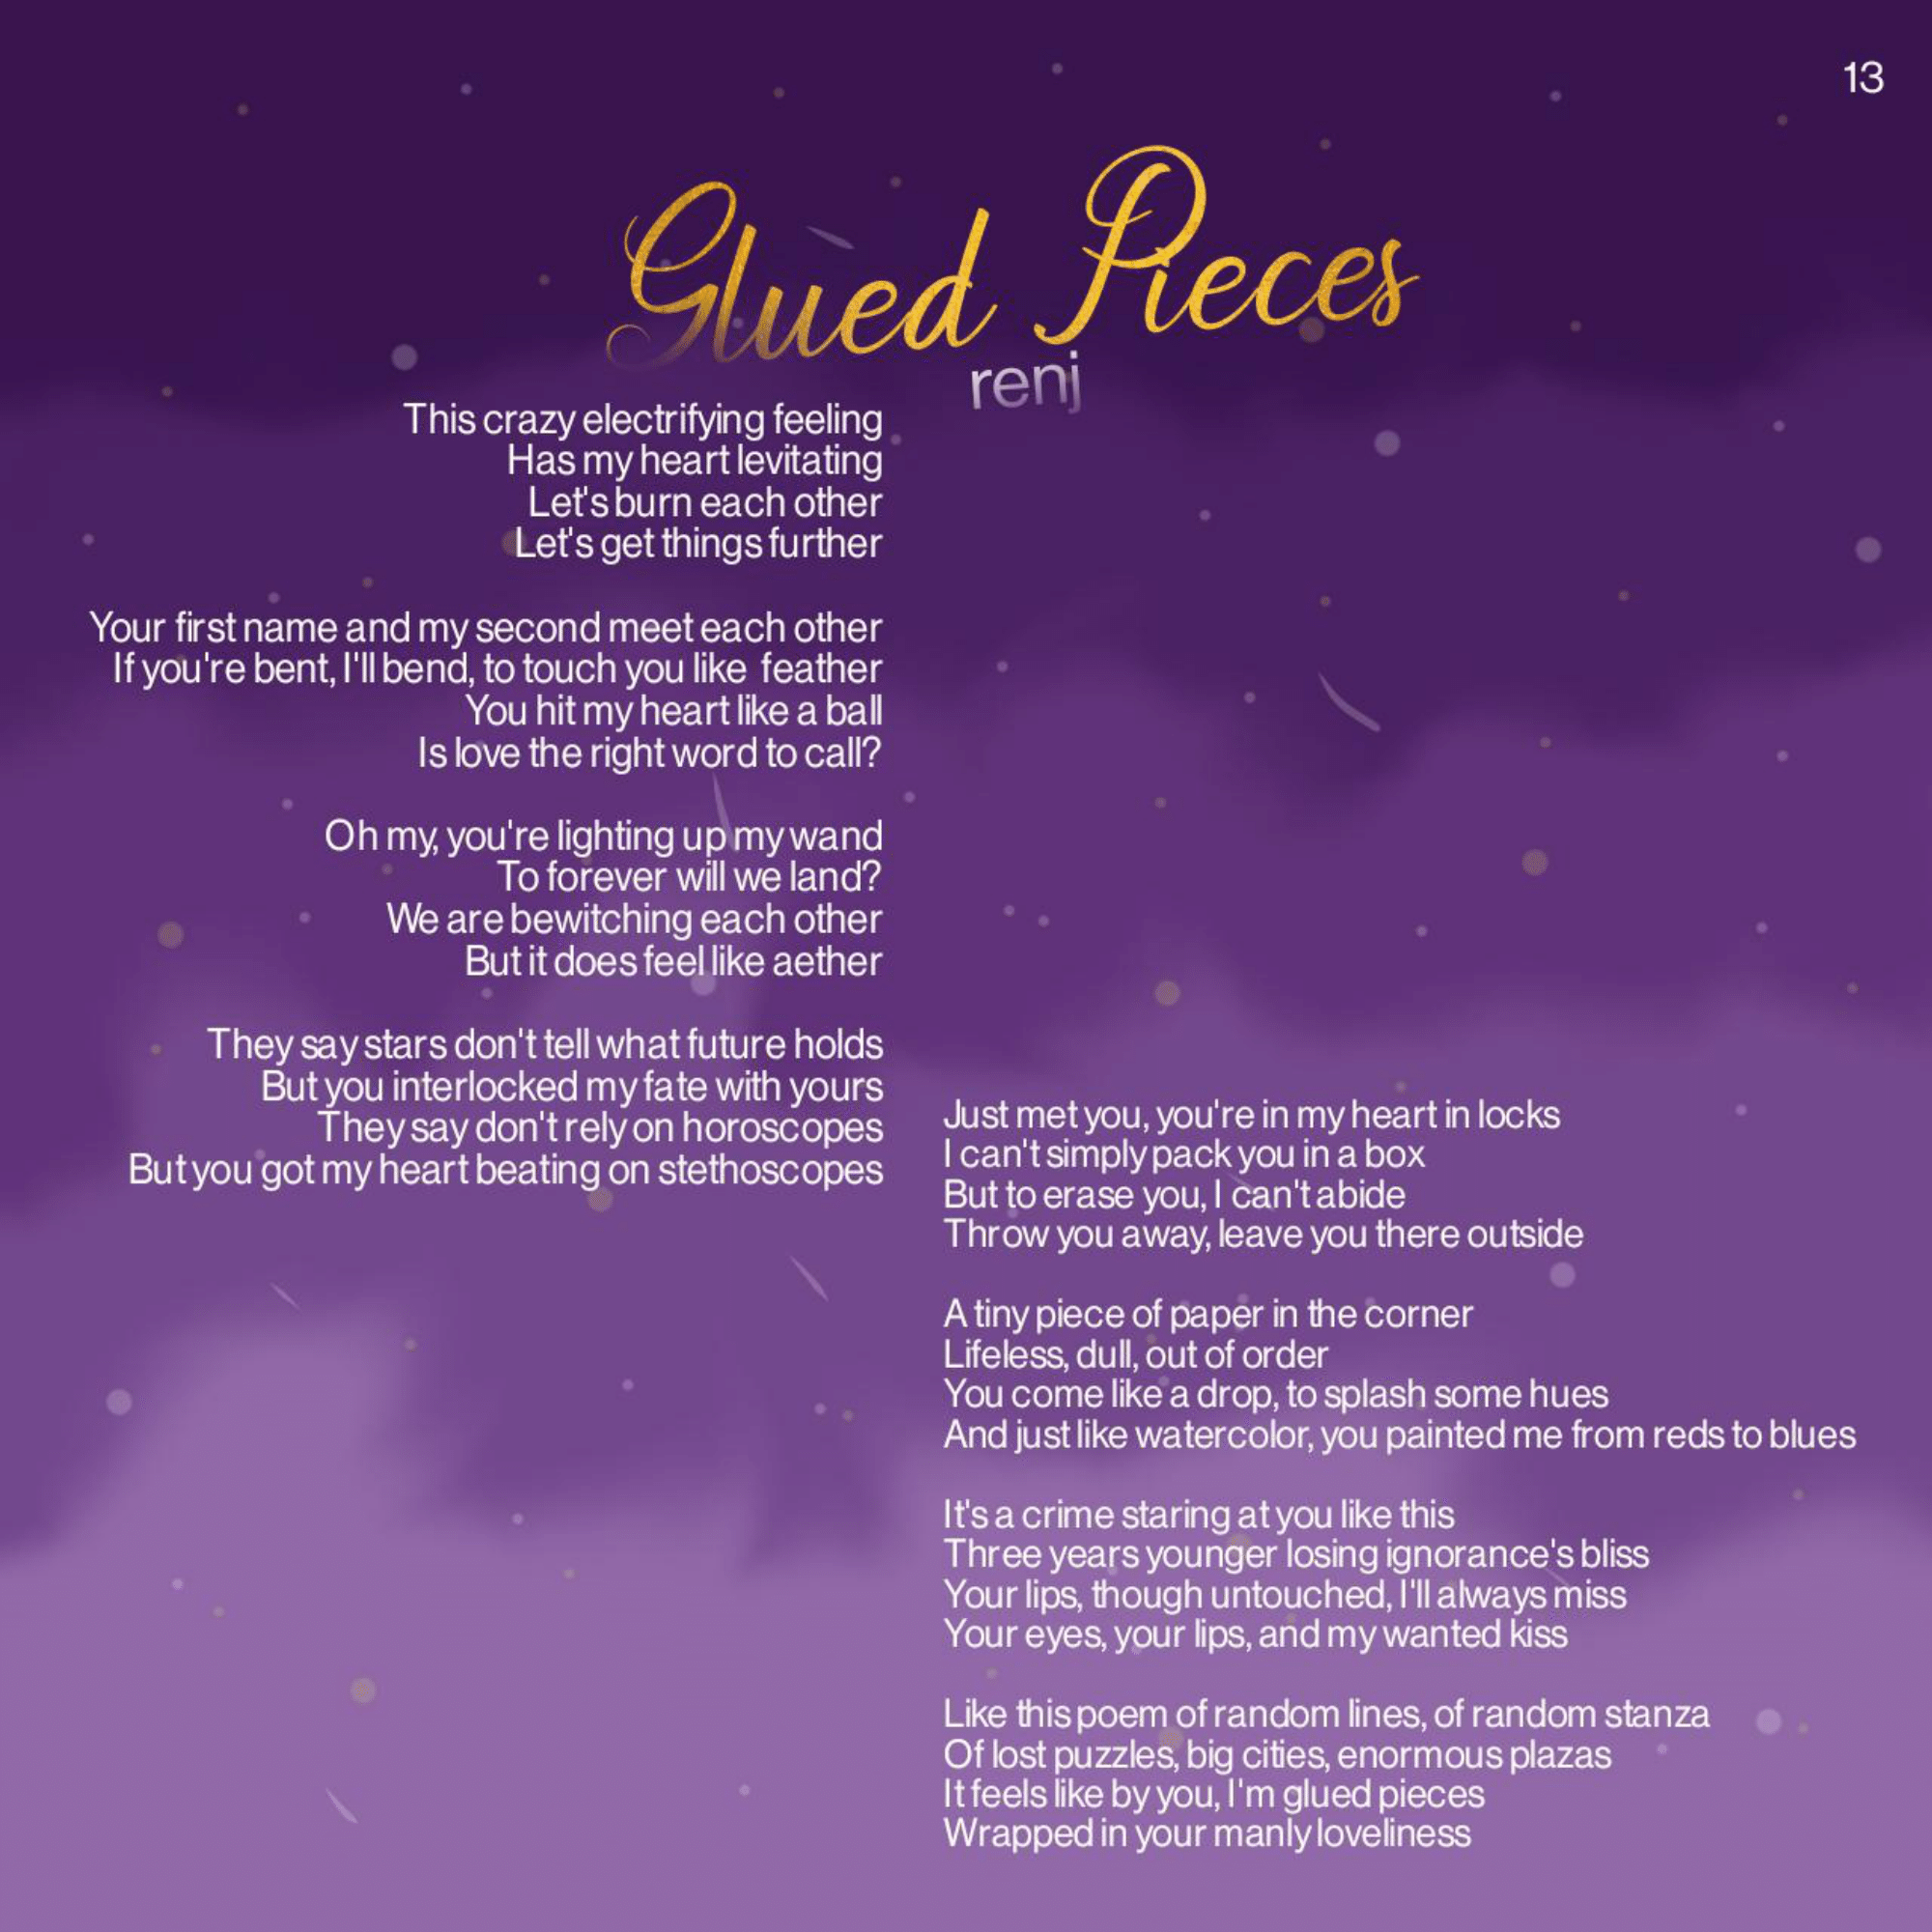 13
Glued Pieces
renj
This crazy electrifying feeling
Has my heart levitating
Let's burn each other
Let's get things further
Your first name and my second meet each other
If you're bent, I'll bend, to touch you like feather
You hit my heart like a ball
Is love the right word to call?
Oh my, you're lighting up my wand
To forever will we land?
We are bewitching each other
But it does feel like aether
They say stars don't tell what future holds
But you interlocked my fate with yours
They say don't rely on horoscopes
But you got my heart beating on stethoscopes
Just met you, you're in my heart in locks
I can't simply pack you in a box
But to erase you, I can't abide
Throw you away, leave you there outside
A tiny piece of paper in the corner
Lifeless, dull, out of order
You come like a drop, to splash some hues
And just like watercolor, you painted me from reds to blues
It's a crime staring at you like this
Three years younger losing ignorance's bliss
Your lips, though untouched, I'll always miss
Your eyes, your lips, and my wanted kiss
Like this poem of random lines, of random stanza
Of lost puzzles, big cities, enormous plazas
It feels like by you, I'm glued pieces
Wrapped in your manly loveliness